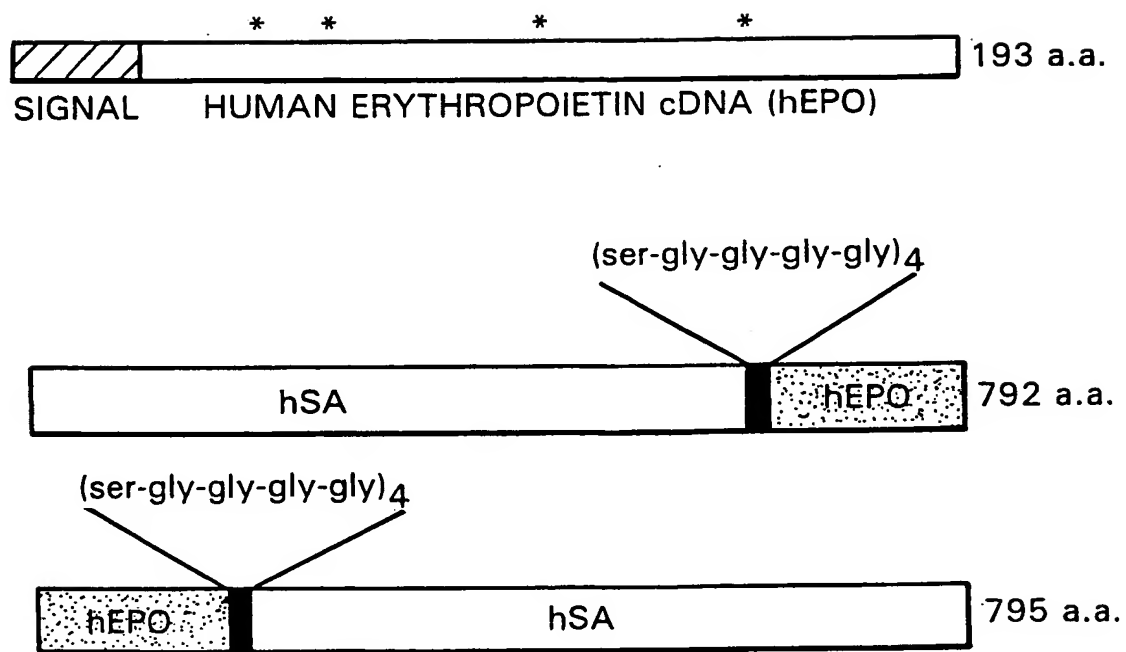 * * * *
193 a.a.
SIGNAL HUMAN ERYTHROPOIETIN cDNA (hEPO)
(ser-gly-gly-gly-gly)4
hSA hEPO 792 a.a.
(ser-gly-gly-gly-gly)4
hEPO hSA 795 a.a.